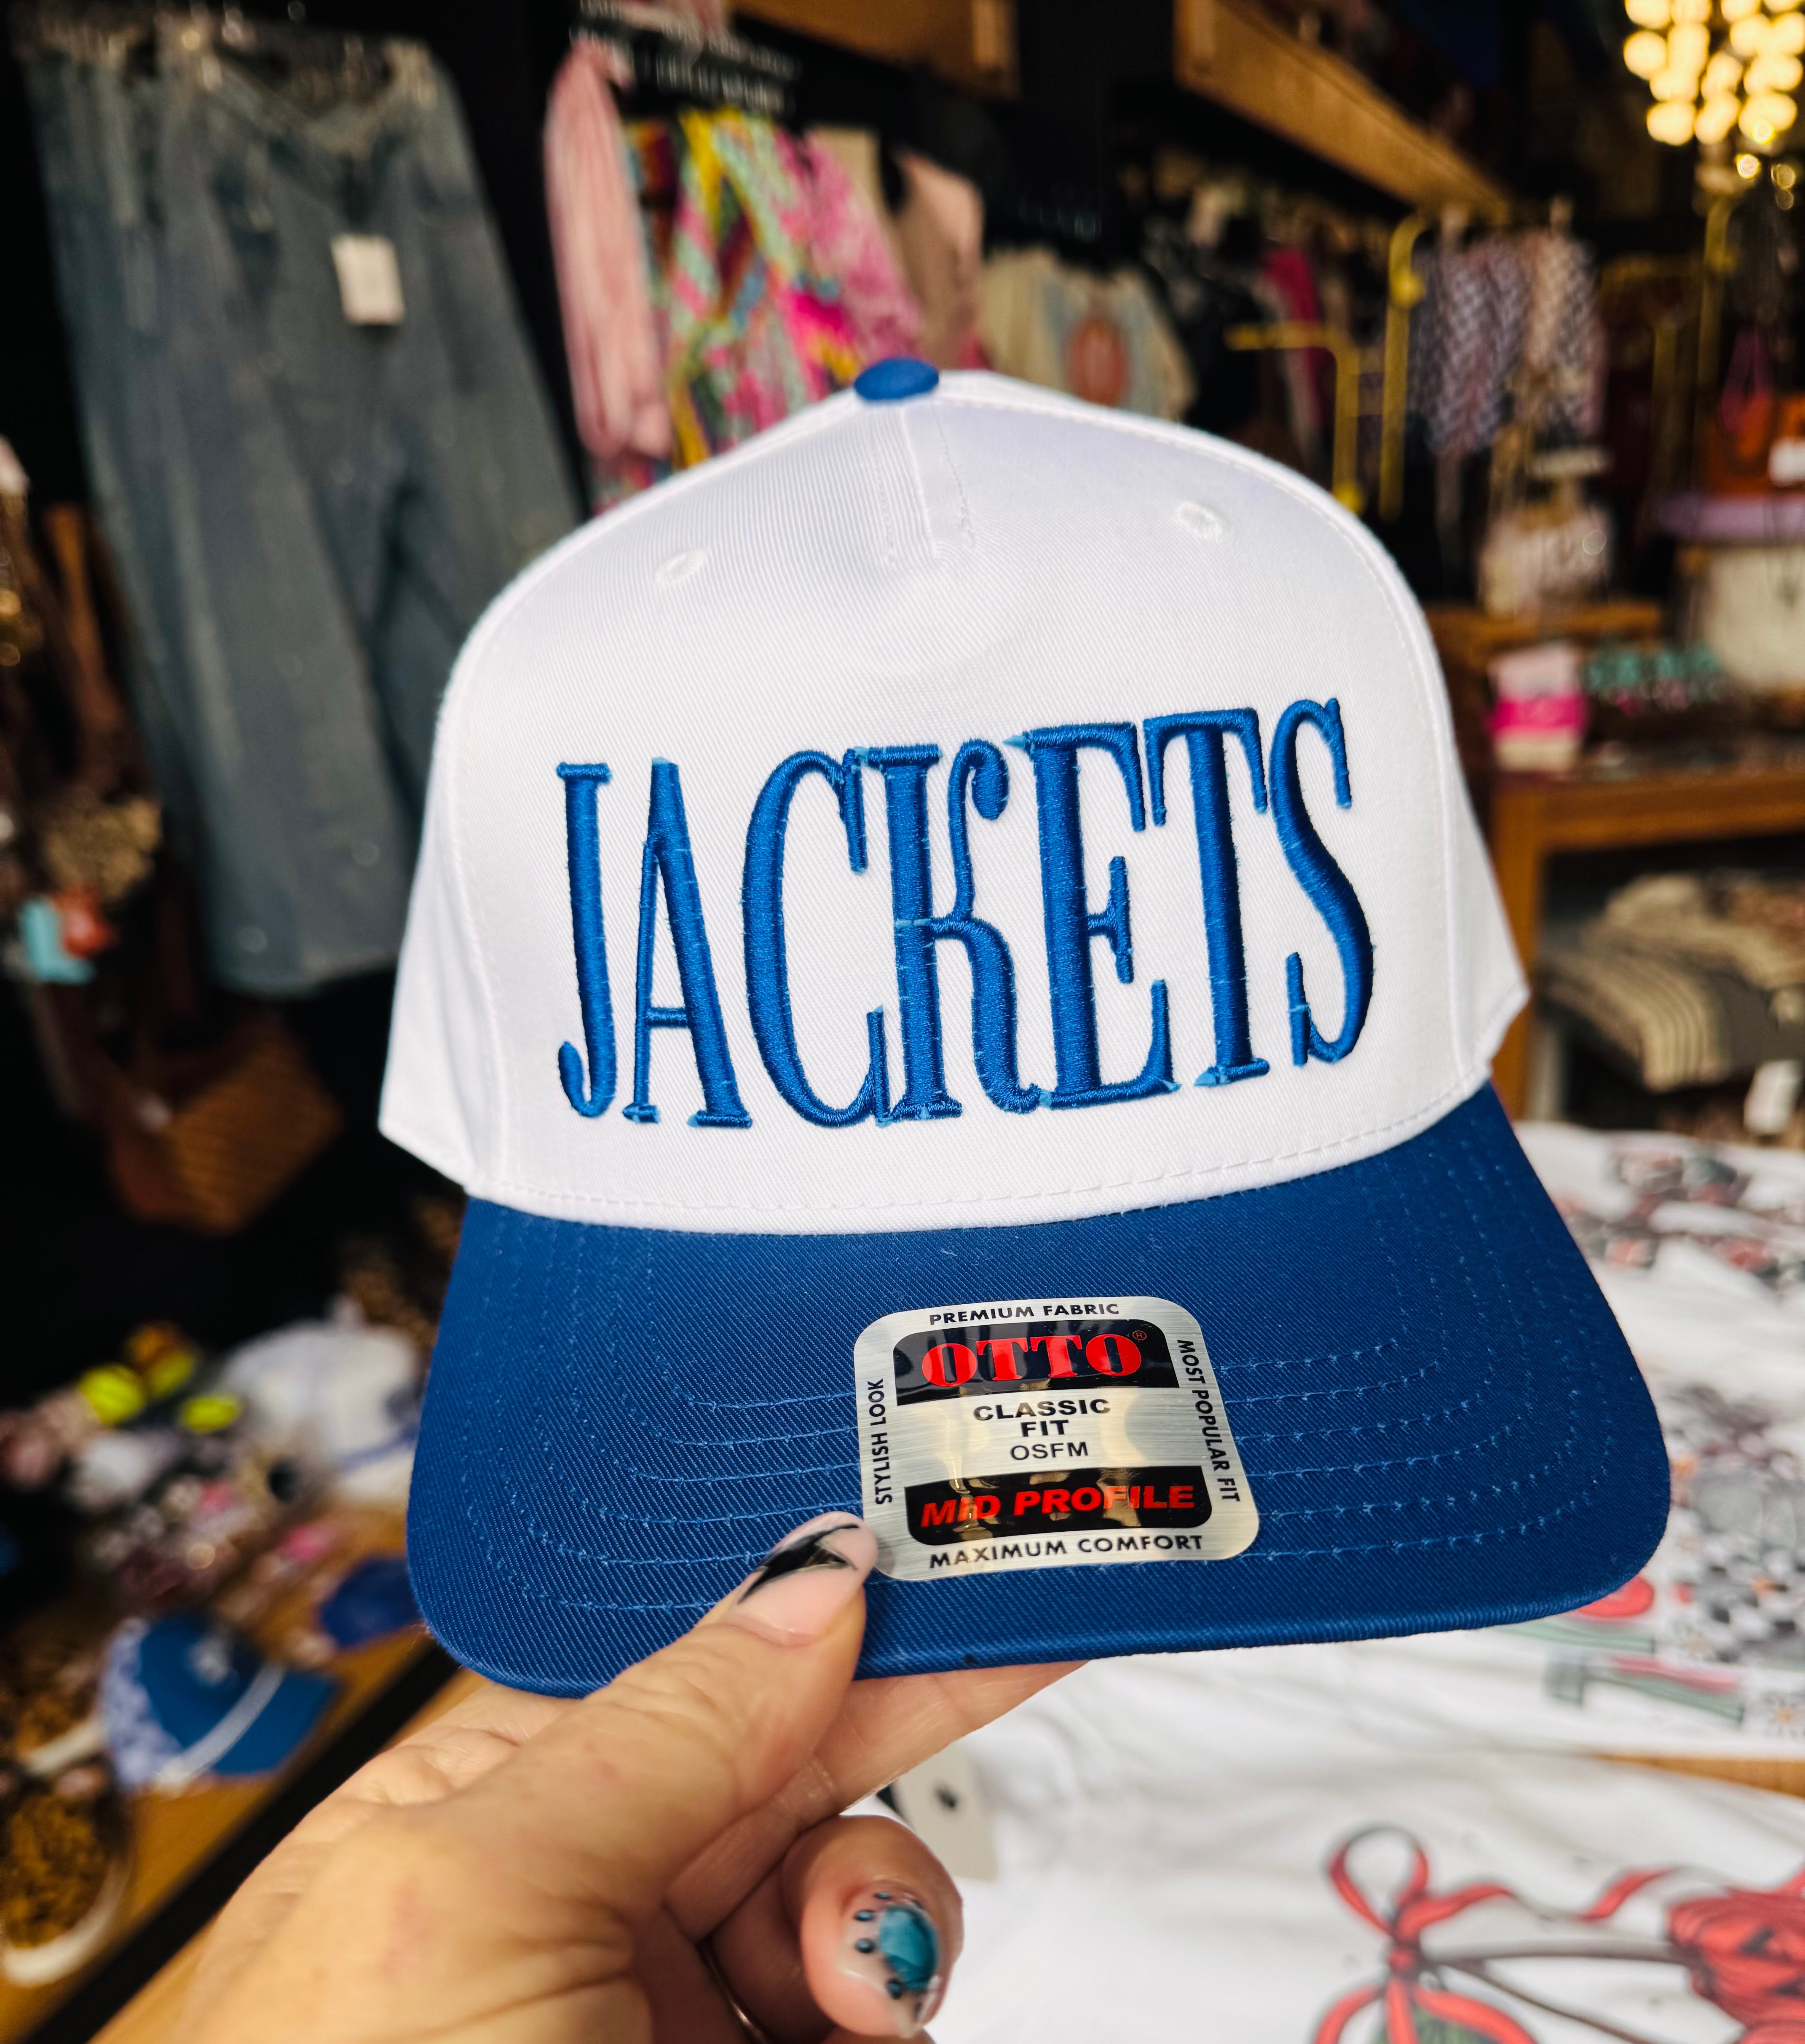 JACKETS
PREMIUM FABRIC
OTTO®
STYLISH LOOK
CLASSIC
FIT
OSFM
MOST POPULAR FIT
MID PROFILE
MAXIMUM COMFORT